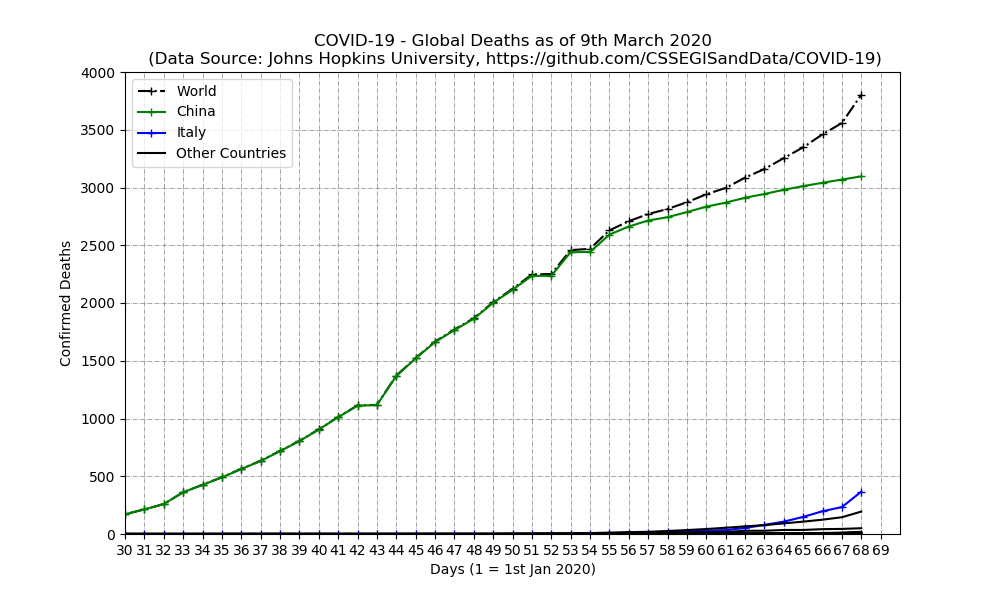 COVID-19 - Global Deaths as of 9th March 2020
(Data Source: Johns Hopkins University, https://github.com/CSSEGISandData/COVID-19)
World
China
Italy
Other Countries
Confirmed Deaths
4000
3500
3000
2500
2000
1500
1000
500
0
30 31 32 33 34 35 36 37 38 39 40 41 42 43 44 45 46 47 48 49 50 51 52 53 54 55 56 57 58 59 60 61 62 63 64 65 66 67 68 69
Days (1 = 1st Jan 2020)